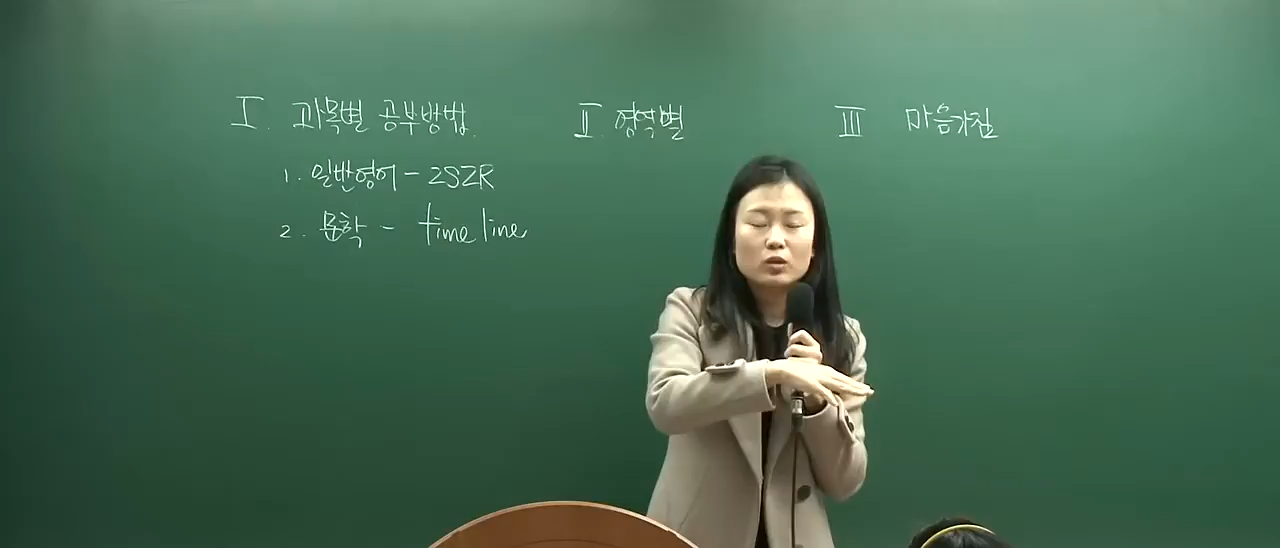 I. 과목별 공부방법.
II. 영역별
III 마음가짐
1. 일반영어 - 2S2R
2. 문학 - time line